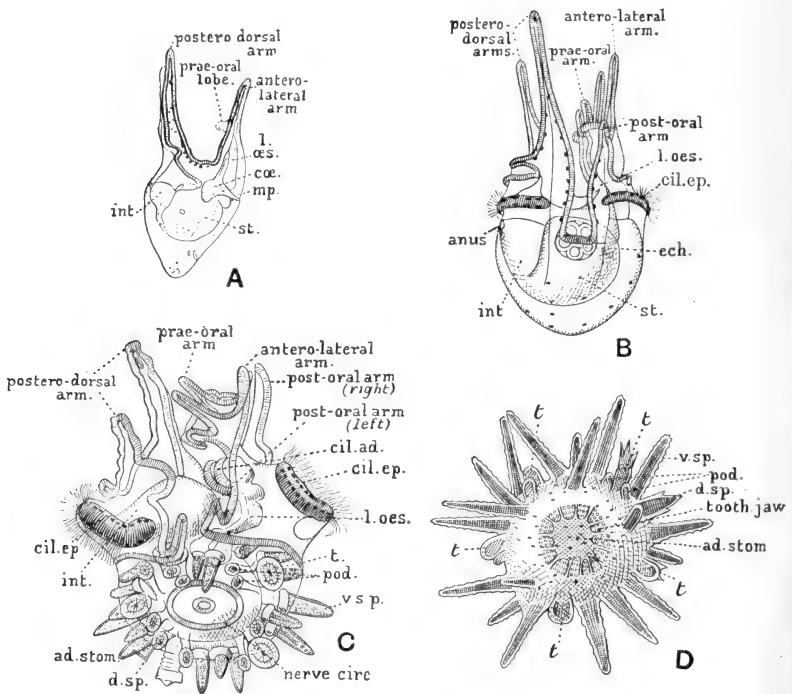 postero dorsal
arm
prae-oral
lobe.
antero-
lateral
arm
l.
œs.
cœ.
mp.
int.
st.
A
postero-
dorsal
arms.
antero-lateral
arm.
prae-oral
arm.
post-oral
arm
l.oes.
cil.ep.
anus
ech.
int
st.
B
prae-oral
arm
antero-lateral
arm.
post-oral arm
(right)
postero-dorsal
arm.
post-oral arm
(left)
cil.ad.
cil.ep.
l.oes.
cil.ep
int.
t.
pod.
v s p.
ad.stom.
d.sp.
nerve circ
C
t
t
v.sp.
pod.
d.sp.
tooth jaw
ad.stom
t
t
t
D